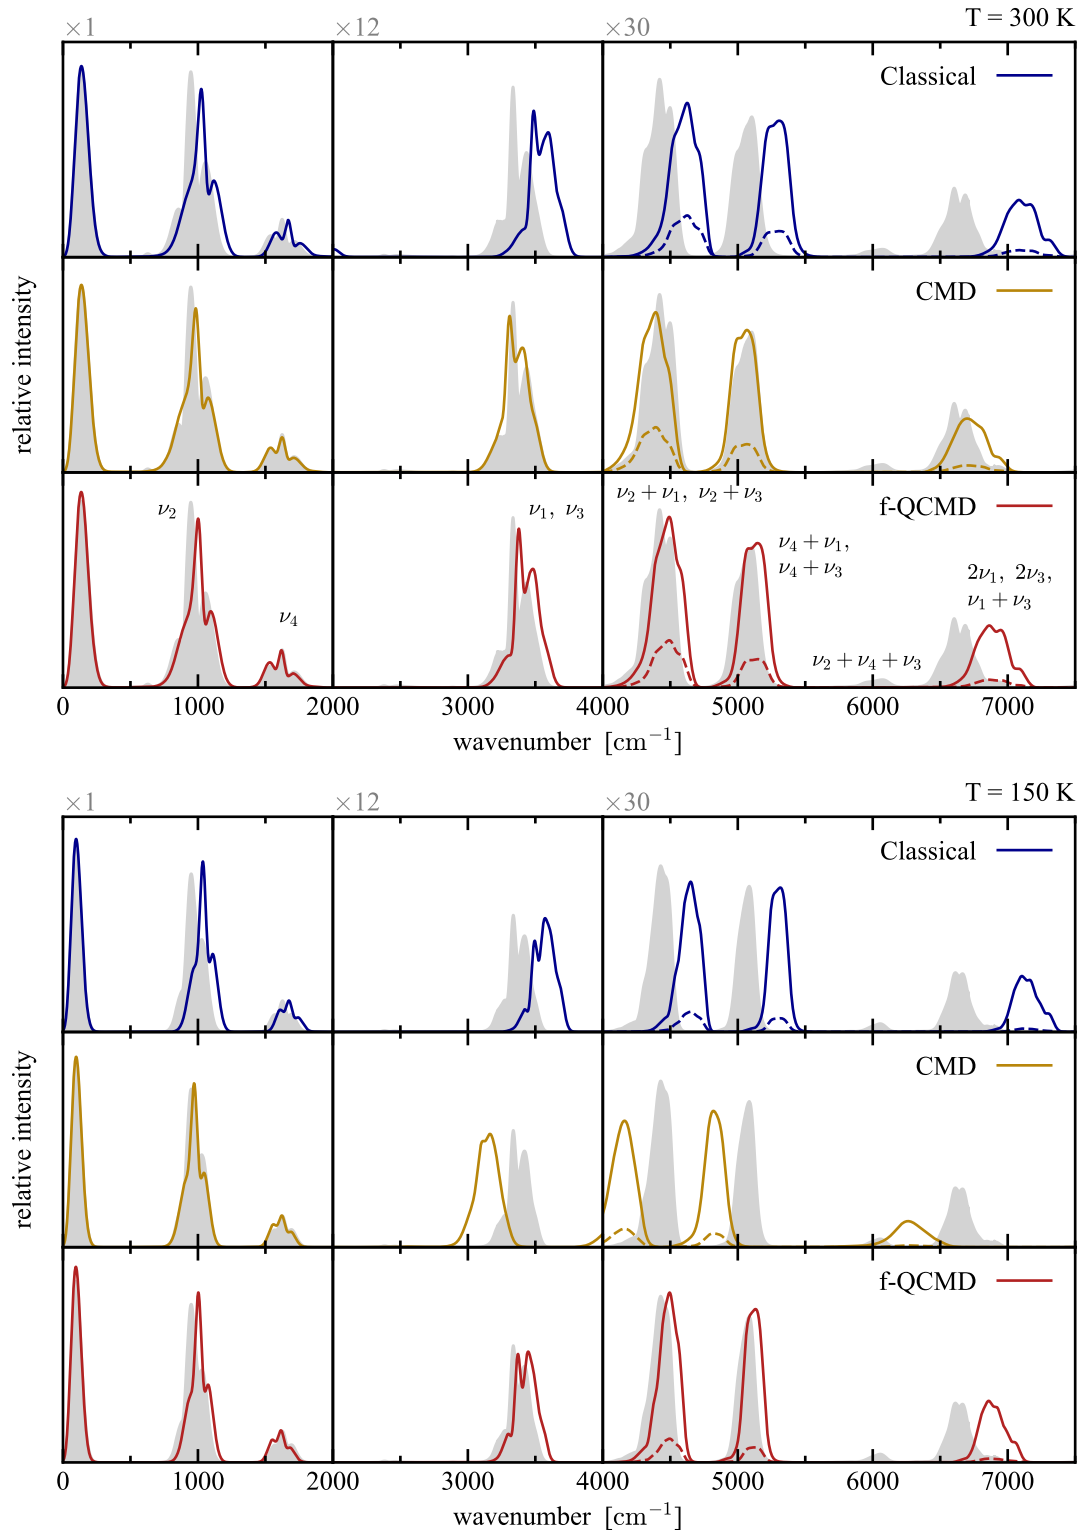 ×1 ×12 ×30 T = 300 K
Classical
CMD
relative intensity
f-QCMD
ν₂ + ν₁, ν₂ + ν₃
ν₂
ν₁, ν₃
ν₄ + ν₁,
ν₄ + ν₃
2ν₁, 2ν₃,
ν₁ + ν₃
ν₄
ν₂ + ν₄ + ν₃
0 1000 2000 3000 4000 5000 6000 7000
wavenumber [cm⁻¹]
×1 ×12 ×30 T = 150 K
Classical
CMD
relative intensity
f-QCMD
0 1000 2000 3000 4000 5000 6000 7000
wavenumber [cm⁻¹]